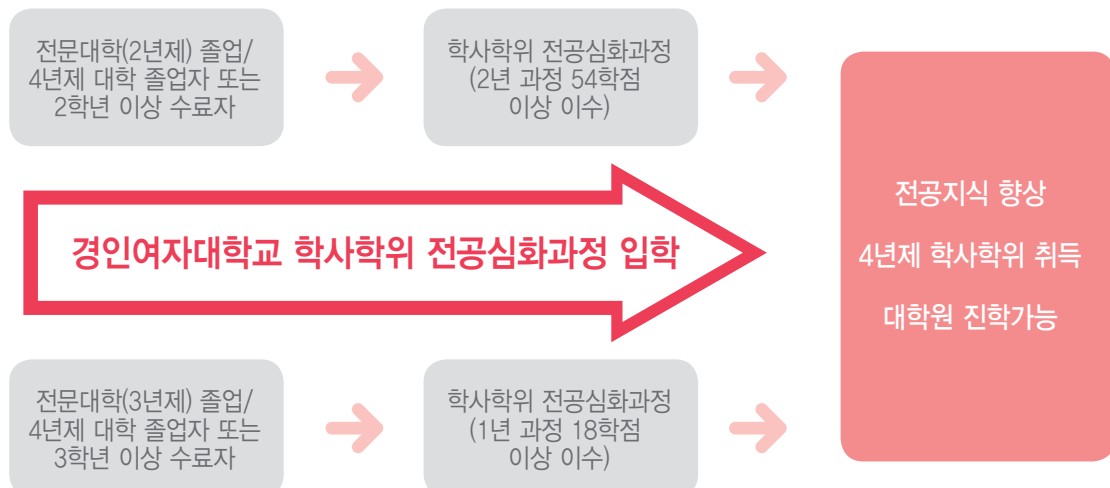 전문대학(2년제) 졸업/
4년제 대학 졸업자 또는
2학년 이상 수료자
학사학위 전공심화과정
(2년 과정 54학점
이상 이수)
경인여자대학교 학사학위 전공심화과정 입학
전공지식 향상
4년제 학사학위 취득
대학원 진학가능
전문대학(3년제) 졸업/
4년제 대학 졸업자 또는
3학년 이상 수료자
학사학위 전공심화과정
(1년 과정 18학점
이상 이수)